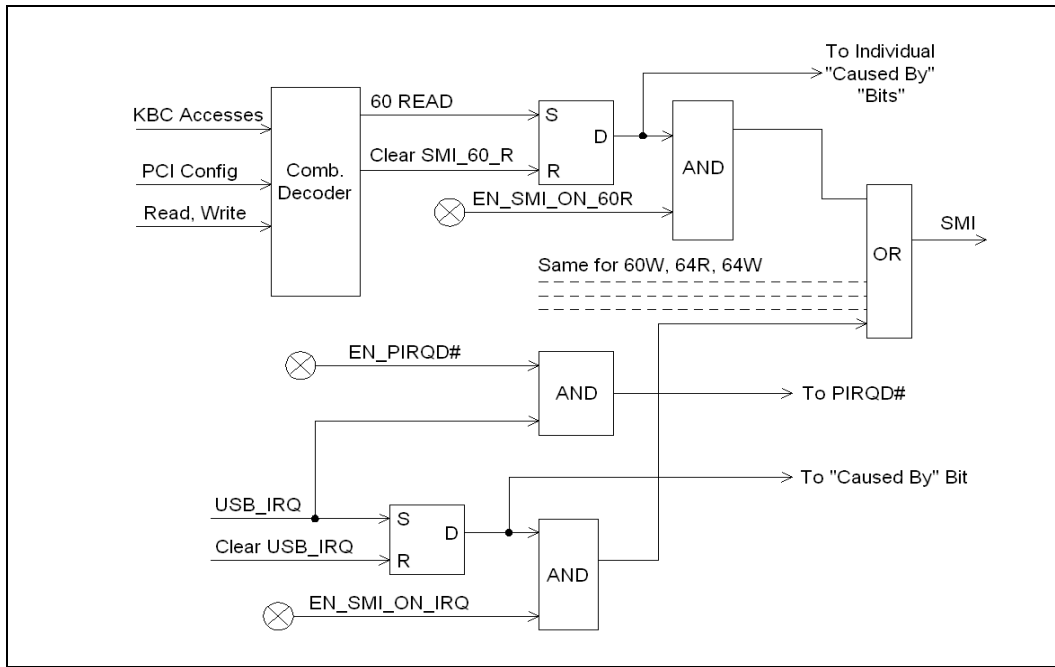 To Individual
"Caused By"
"Bits"
KBC Accesses
60 READ
S
D
PCI Config
Comb.
Decoder
Clear SMI_60_R
R
AND
Read, Write
EN_SMI_ON_60R
SMI
OR
Same for 60W, 64R, 64W
EN_PIRQD#
AND
To PIRQD#
To "Caused By" Bit
USB_IRQ
S
D
Clear USB_IRQ
R
AND
EN_SMI_ON_IRQ